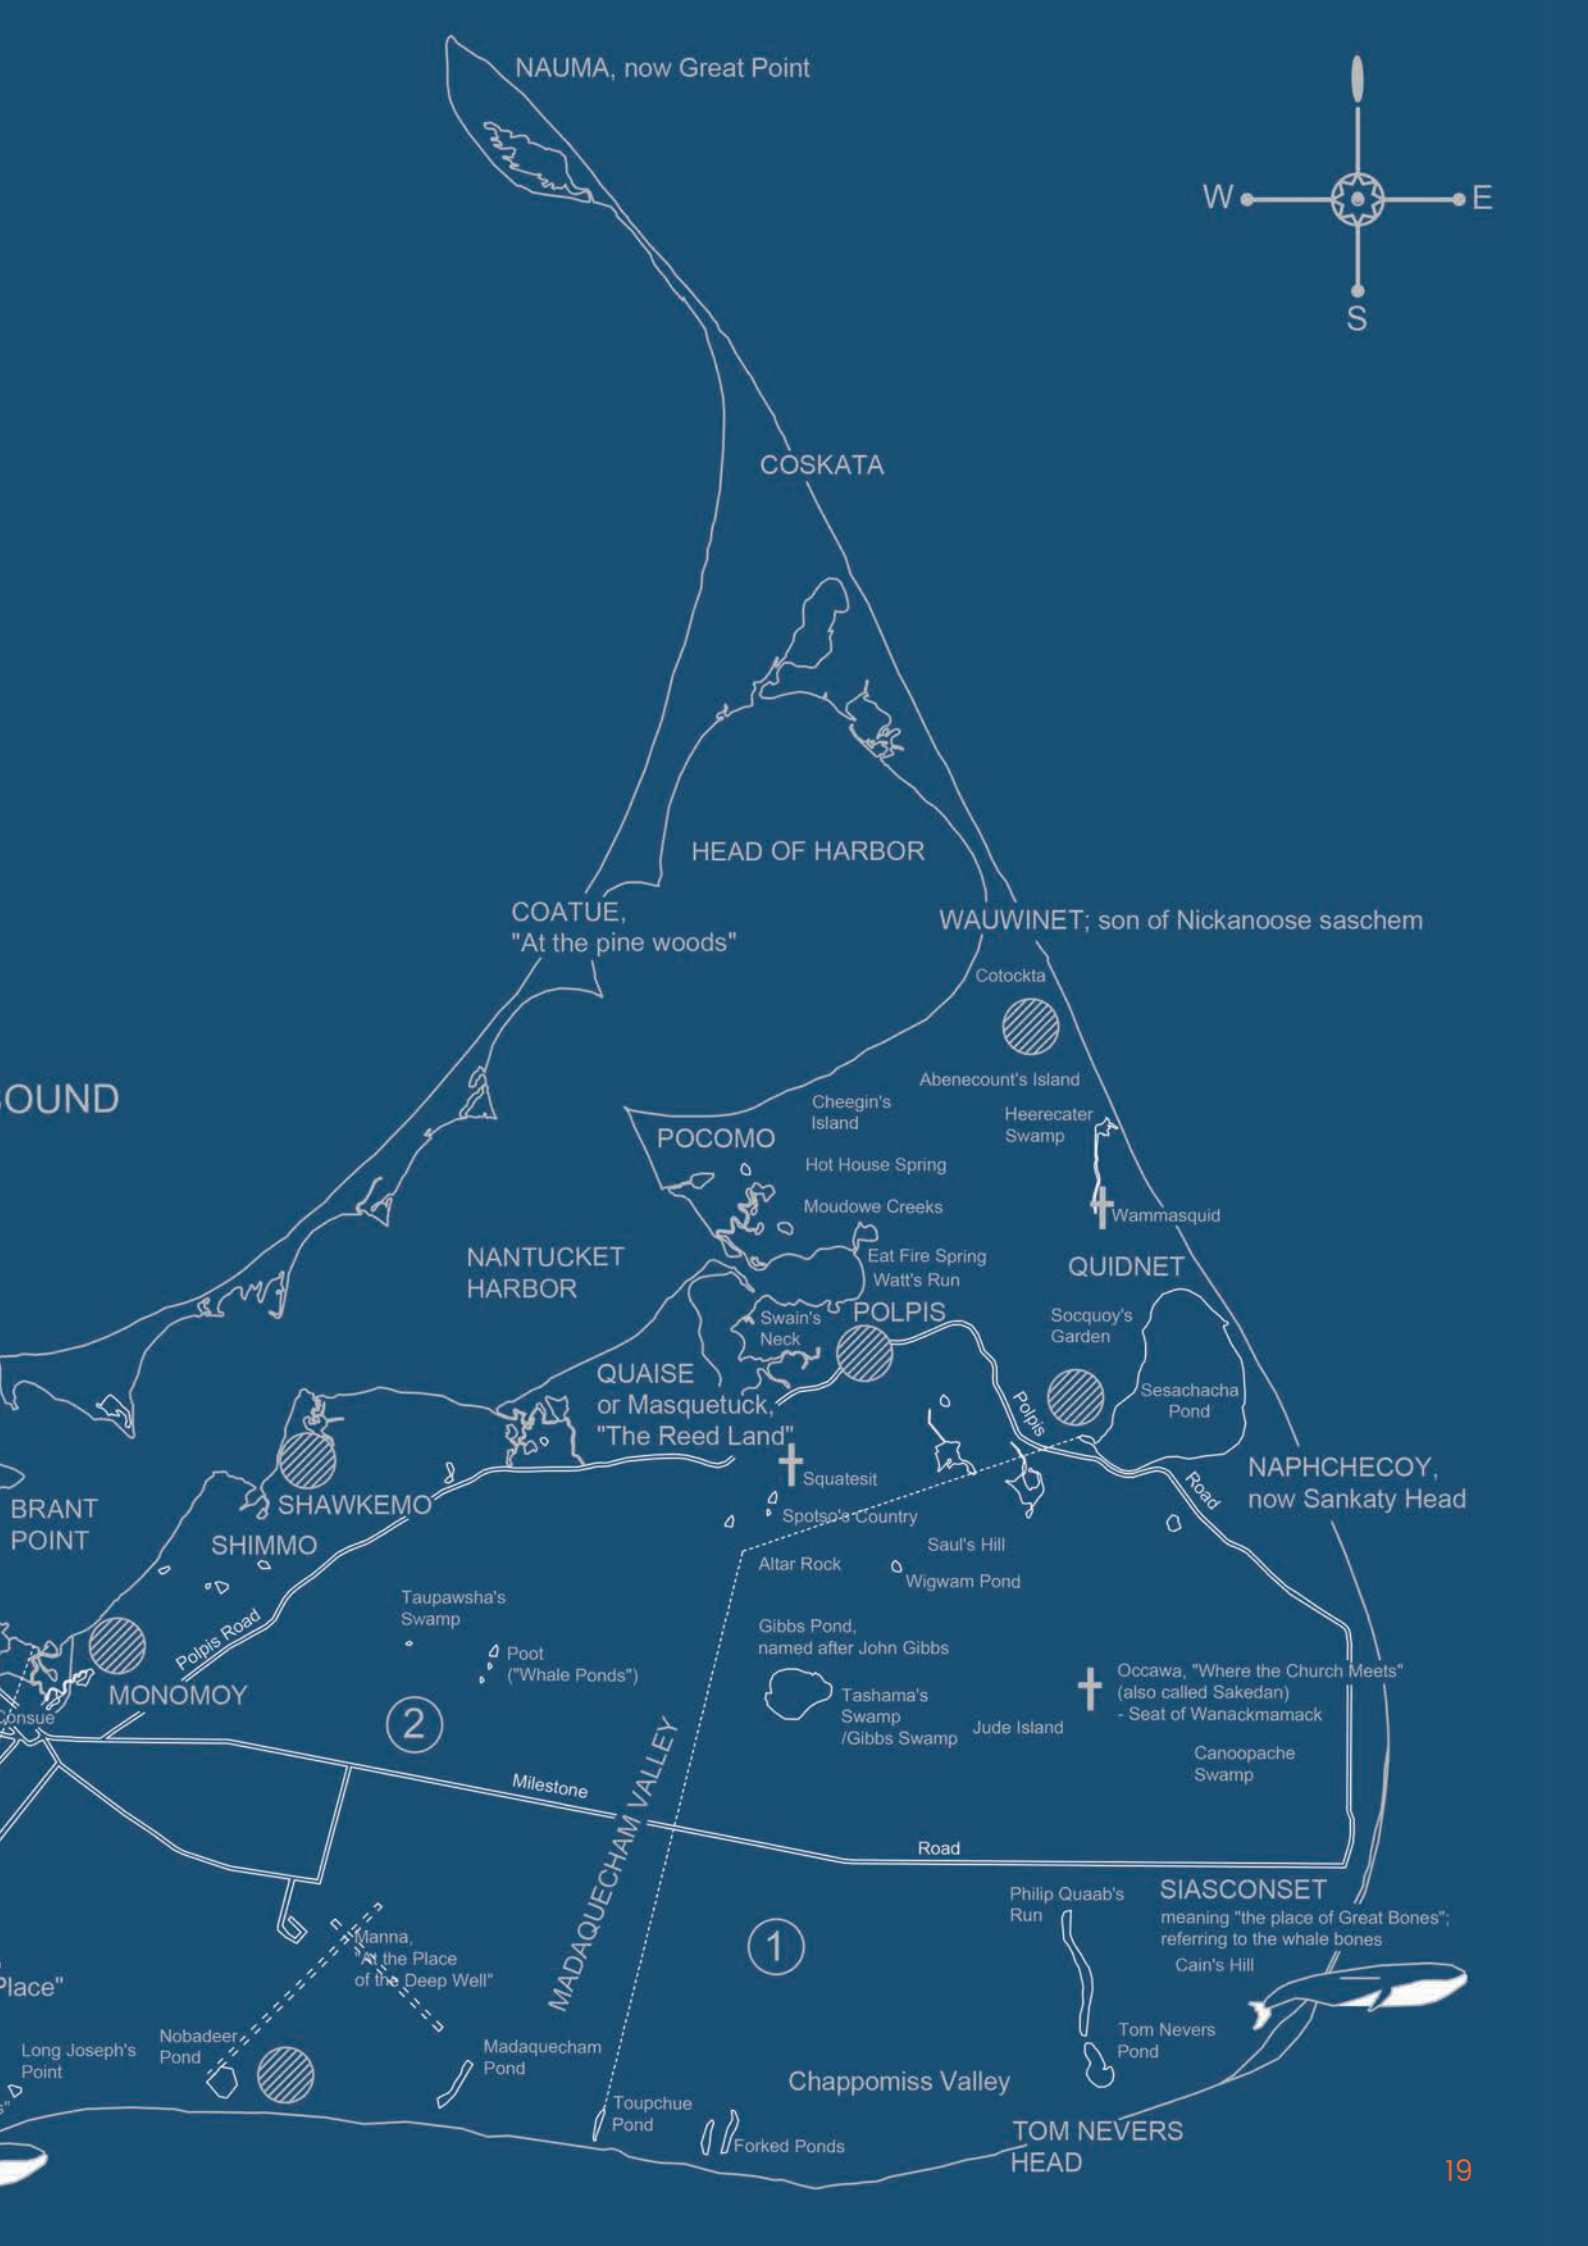 NAUMA, now Great Point
W
E
S
COSKATA
HEAD OF HARBOR
COATUE,
"At the pine woods"
WAUWINET; son of Nickanoose saschem
Cotockta
Abenecount's Island
OUND
Cheegin's
Island
Heerecater
Swamp
POCOMO
Hot House Spring
Moudowe Creeks
Wammasquid
NANTUCKET
HARBOR
Eat Fire Spring
Watt's Run
QUIDNET
Swain's
Neck
POLPIS
Socquoy's
Garden
QUAISE
or Masquetuck,
"The Reed Land"
Sesachacha
Pond
Polpis
Road
NAPHCHECOY,
now Sankaty Head
Squatesit
Spotso's Country
BRANT
POINT
SHAWKEMO
SHIMMO
Saul's Hill
Altar Rock
Wigwam Pond
Taupawsha's
Swamp
Polpis Road
Poot
("Whale Ponds")
Gibbs Pond,
named after John Gibbs
Occawa, "Where the Church Meets"
(also called Sakedan)
- Seat of Wanackmamack
MONOMOY
Consue
2
Tashama's
Swamp
/Gibbs Swamp
Jude Island
Canoopache
Swamp
Milestone
MADAQUECHAM VALLEY
Road
Philip Quaab's
Run
SIASCONSET
meaning "the place of Great Bones";
referring to the whale bones
Cain's Hill
1
Manna,
"At the Place
of the Deep Well"
Place"
Long Joseph's
Point
Nobadeer
Pond
Madaquecham
Pond
Tom Nevers
Pond
Chappomiss Valley
Toupchue
Pond
Forked Ponds
TOM NEVERS
HEAD
19